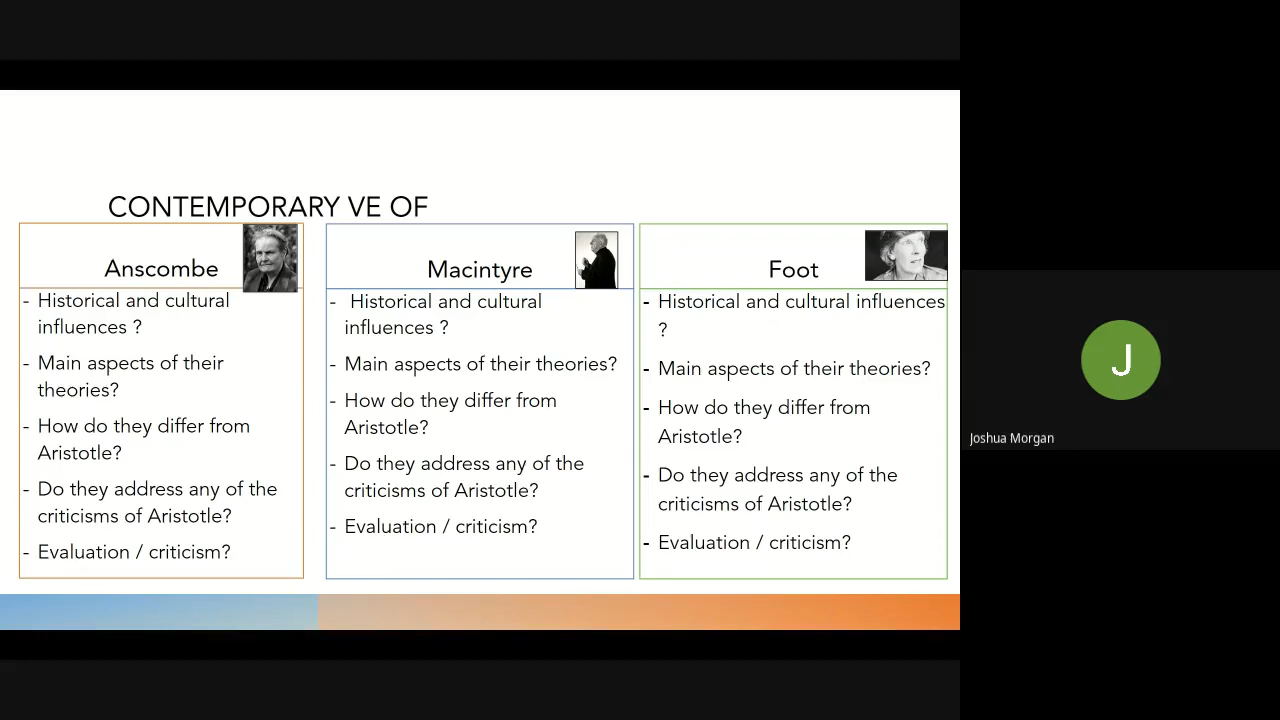 CONTEMPORARY VE OF
Anscombe
- Historical and cultural
influences ?
- Main aspects of their
theories?
- How do they differ from
Aristotle?
- Do they address any of the
criticisms of Aristotle?
- Evaluation / criticism?
Macintyre
- Historical and cultural
influences ?
- Main aspects of their theories?
- How do they differ from
Aristotle?
- Do they address any of the
criticisms of Aristotle?
- Evaluation / criticism?
Foot
- Historical and cultural influences
?
- Main aspects of their theories?
- How do they differ from
Aristotle?
- Do they address any of the
criticisms of Aristotle?
- Evaluation / criticism?
J
Joshua Morgan